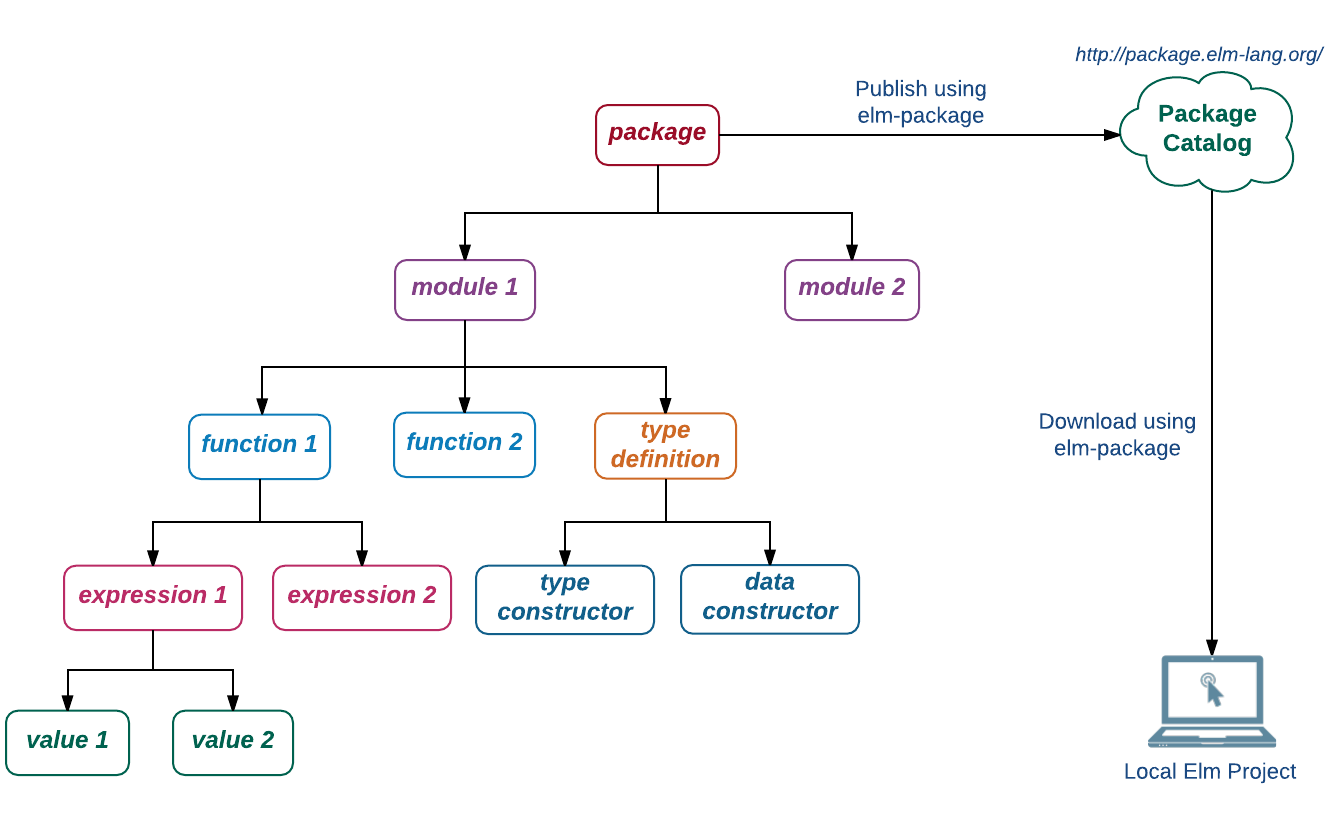 http://package.elm-lang.org/
Publish using
elm-package
Package
Catalog
package
module 1
module 2
function 1
function 2
type
definition
Download using
elm-package
expression 1
expression 2
type
constructor
data
constructor
value 1
value 2
Local Elm Project